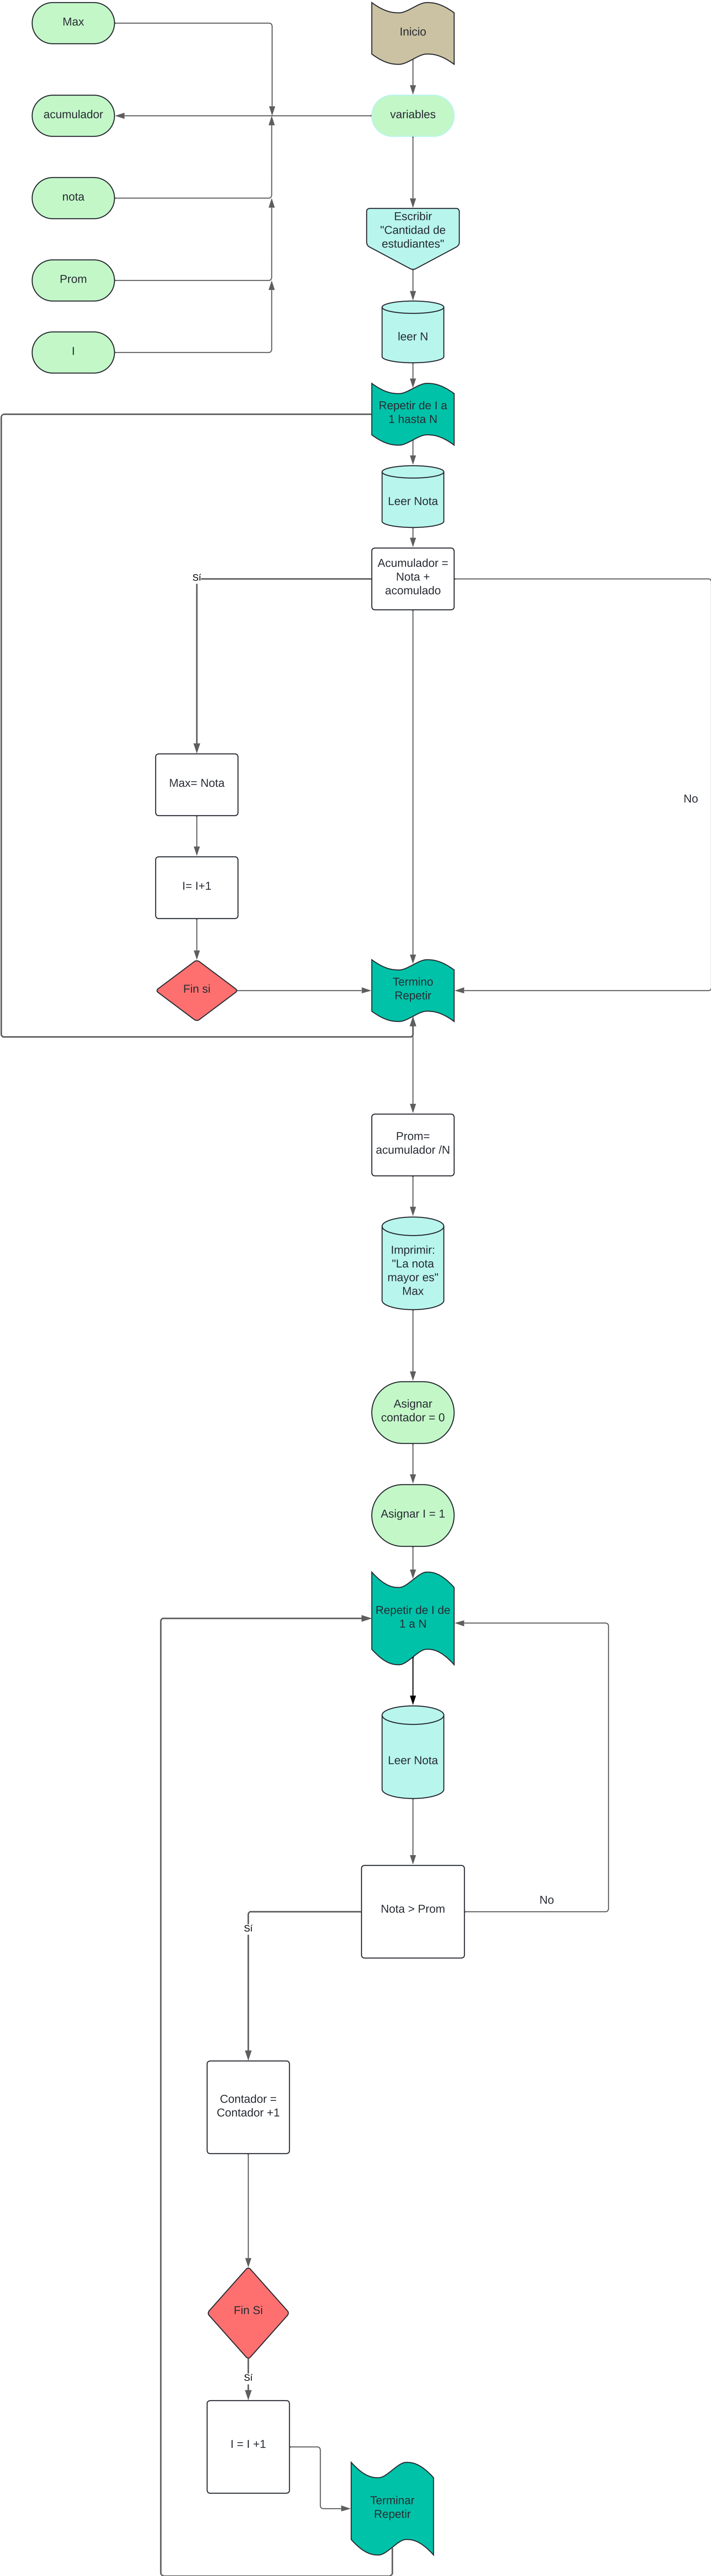 Max
Inicio
acumulador
variables
nota
Escribir
"Cantidad de
estudiantes"
Prom
leer N
I
Repetir de I a
1 hasta N
Leer Nota
Acumulador =
Nota +
acomulado
Sí
Max= Nota
No
I= I+1
Fin si
Termino
Repetir
Prom=
acumulador /N
Imprimir:
"La nota
mayor es"
Max
Asignar
contador = 0
Asignar I = 1
Repetir de I de
1 a N
Leer Nota
Nota > Prom
No
Sí
Contador =
Contador +1
Fin Si
Sí
I = I +1
Terminar
Repetir